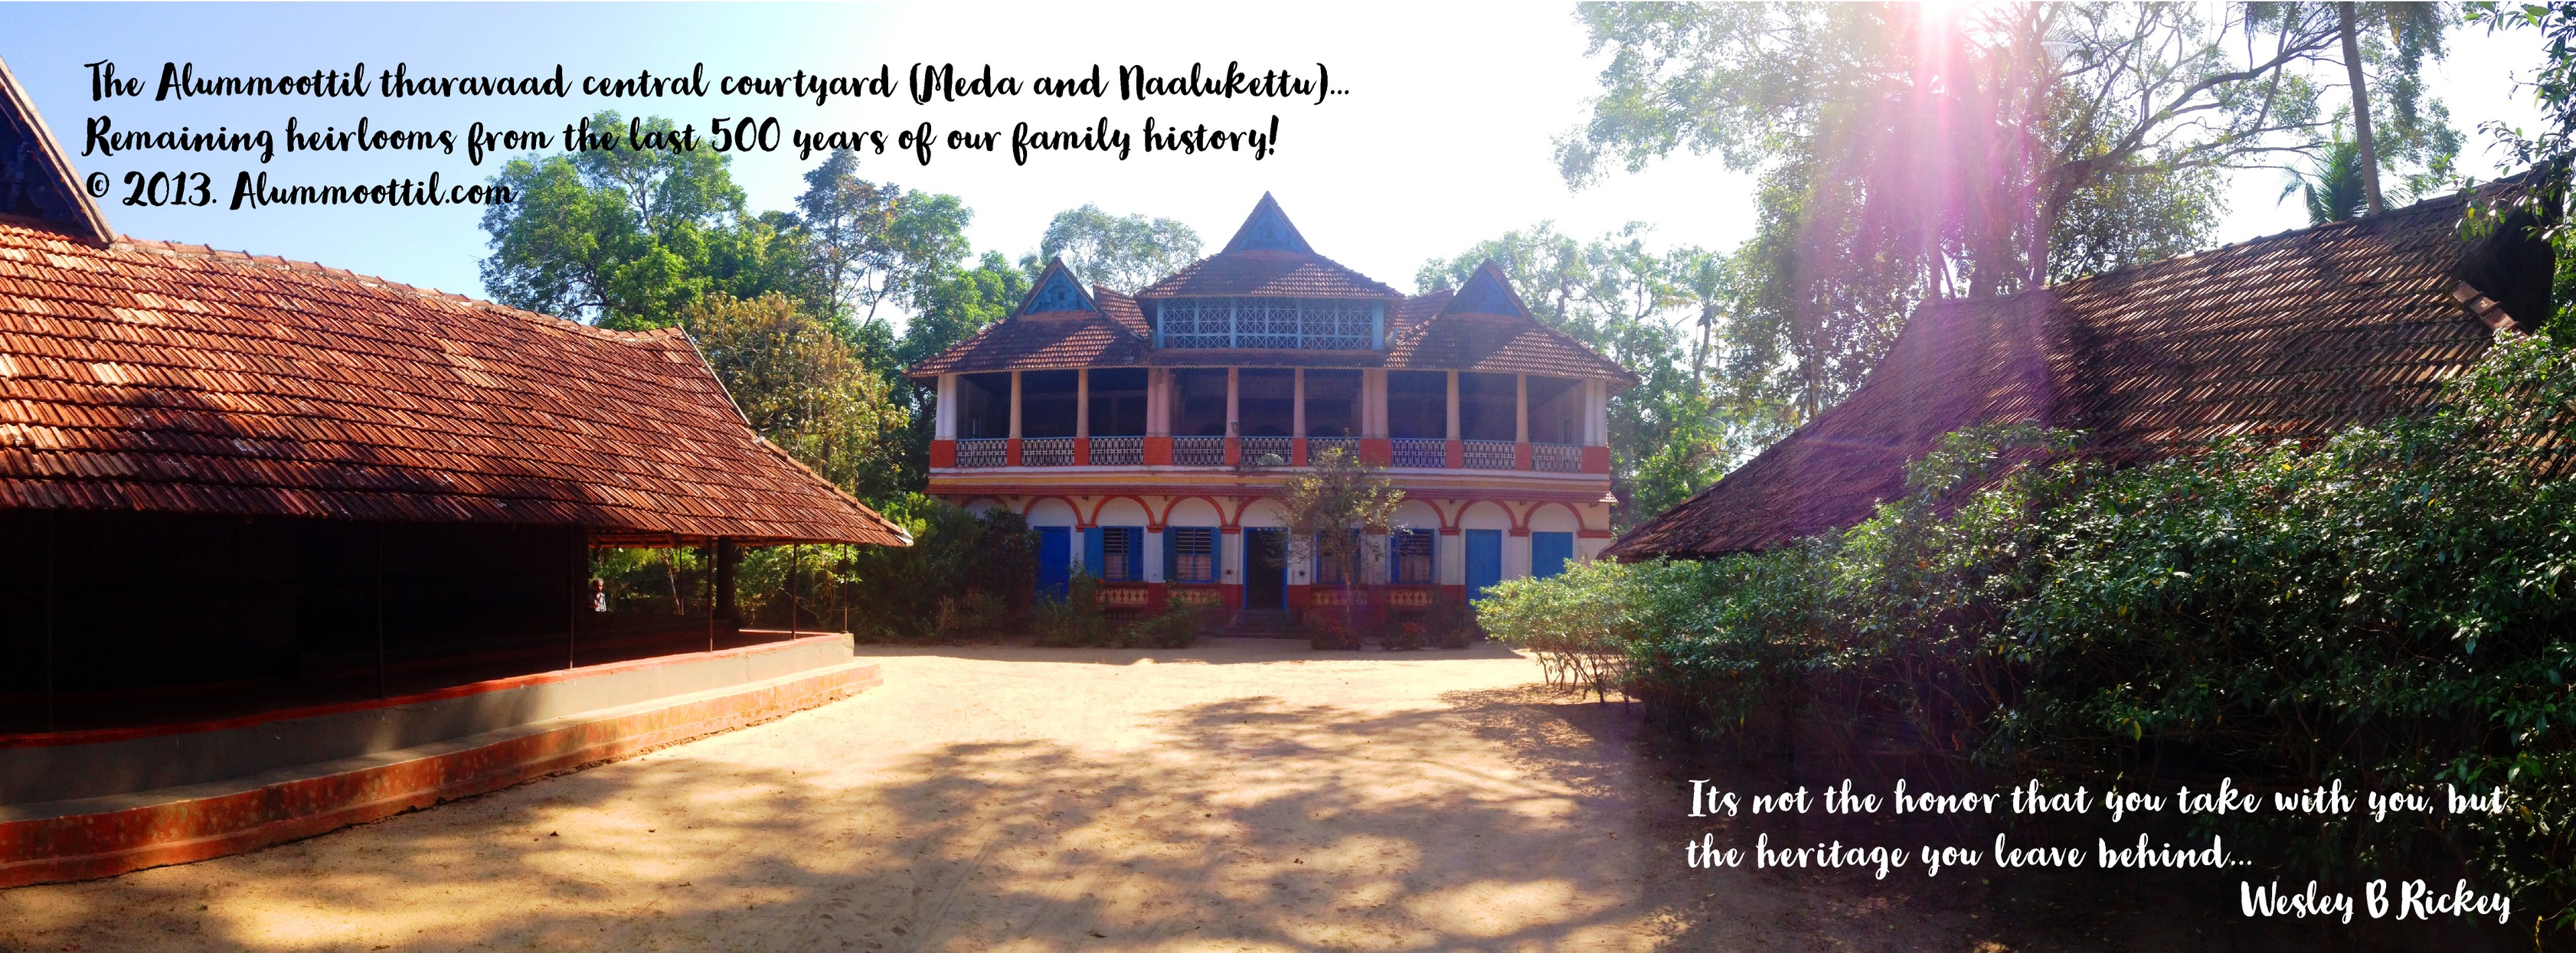 The Alummoottil tharavaad central courtyard (Meda and Naalukettu)...
Remaining heirlooms from the last 500 years of our family history!
© 2013. Alummoottil.com
Its not the honor that you take with you, but
the heritage you leave behind...
Wesley B Rickey